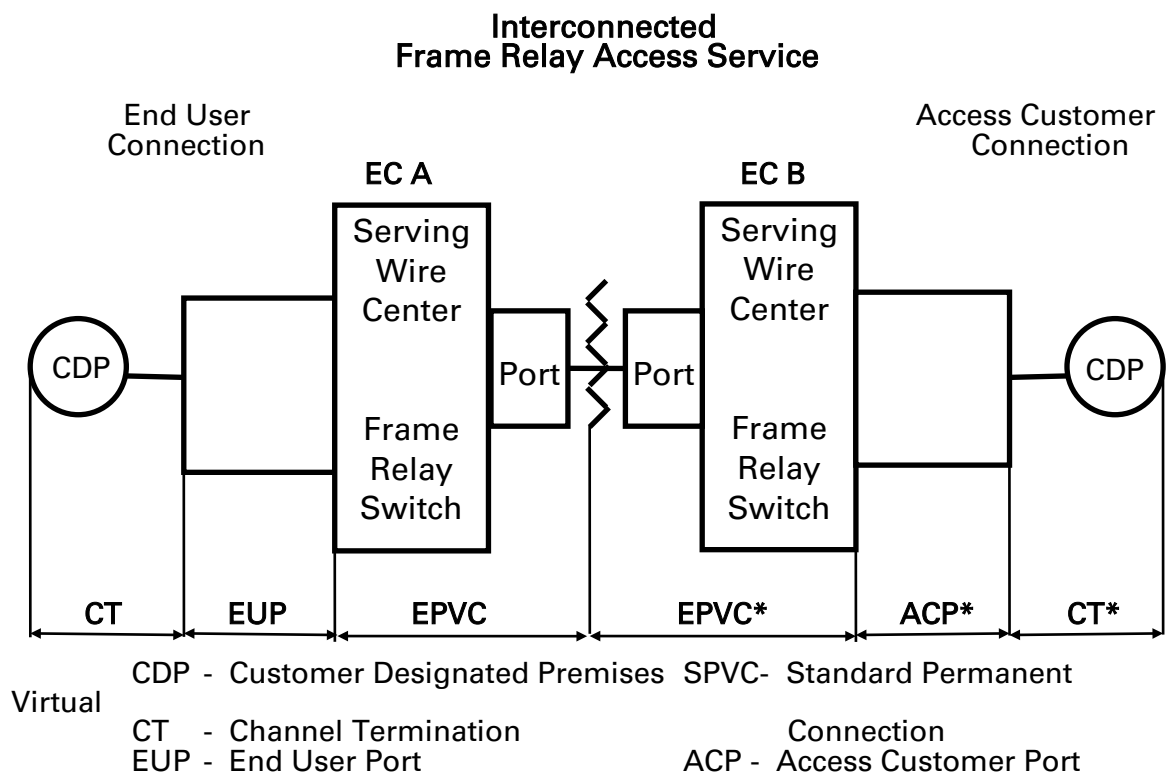 Interconnected
Frame Relay Access Service
End User
Connection
Access Customer
Connection
EC A
EC B
Serving
Wire
Center
Frame
Relay
Switch
Serving
Wire
Center
Frame
Relay
Switch
CDP
Port
Port
CDP
CT
EUP
EPVC
EPVC*
ACP*
CT*
CDP - Customer Designated Premises SPVC- Standard Permanent
Virtual
CT - Channel Termination Connection
EUP - End User Port ACP - Access Customer Port